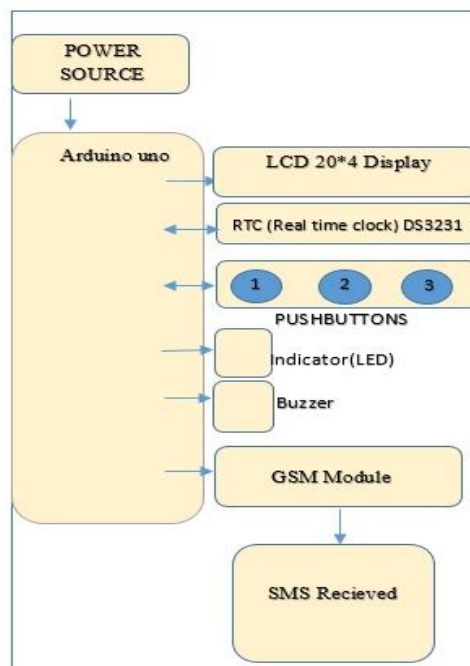 POWER
SOURCE
Arduino uno
LCD 20*4 Display
RTC (Real time clock) DS3231
1 2 3
PUSHBUTTONS
Indicator(LED)
Buzzer
GSM Module
SMS Recieved